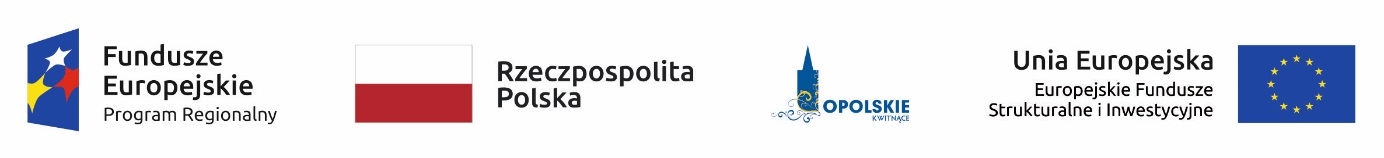 Fundusze
Europejskie
Program Regionalny
Rzeczpospolita
Polska
OPOLSKIE
KWITNĄCE
Unia Europejska
Europejskie Fundusze
Strukturalne i Inwestycyjne